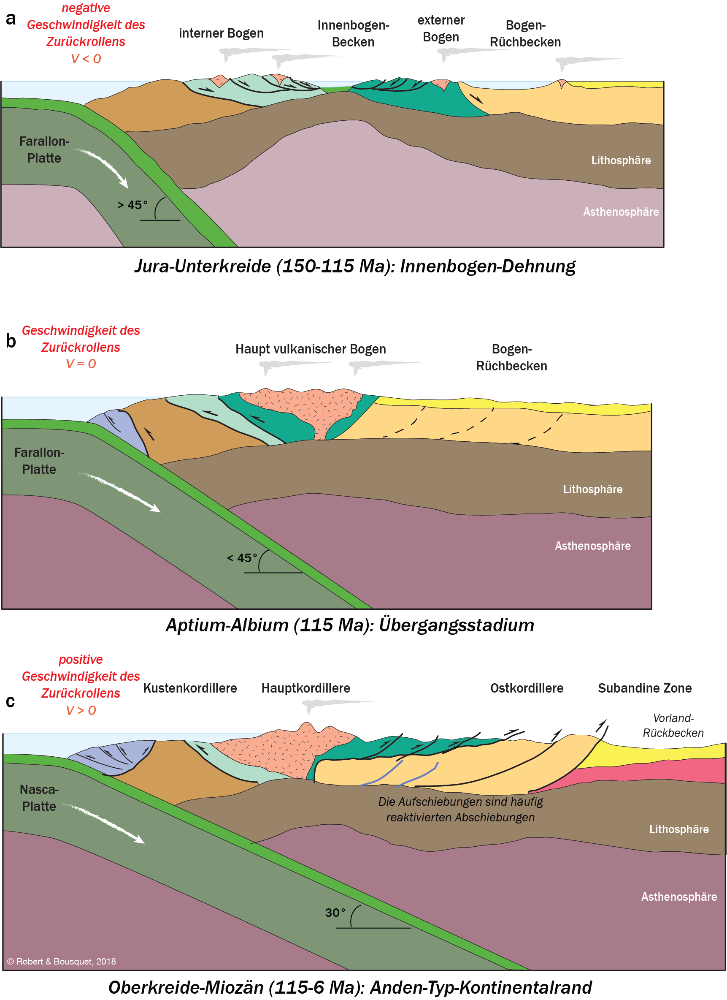 a
negative
Geschwindigkeit des
Zurückrollens
V < 0
interner Bogen
Innenbogen-
Becken
externer
Bogen
Bogen-
Rüchbecken
Farallon-
Platte
> 45°
Lithosphäre
Asthenosphäre
Jura-Unterkreide (150-115 Ma): Innenbogen-Dehnung
b
Geschwindigkeit des
Zurückrollens
V = 0
Haupt vulkanischer Bogen
Bogen-
Rüchbecken
Farallon-
Platte
< 45°
Lithosphäre
Asthenosphäre
Aptium-Albium (115 Ma): Übergangsstadium
c
positive
Geschwindigkeit des
Zurückrollens
V > 0
Kustenkordillere
Hauptkordillere
Ostkordillere
Subandine Zone
Vorland-
Rückbecken
Nasca-
Platte
Die Aufschiebungen sind häufig
reaktivierten Abschiebungen
Lithosphäre
Asthenosphäre
30°
© Robert & Bousquet, 2018
Oberkreide-Miozän (115-6 Ma): Anden-Typ-Kontinentalrand